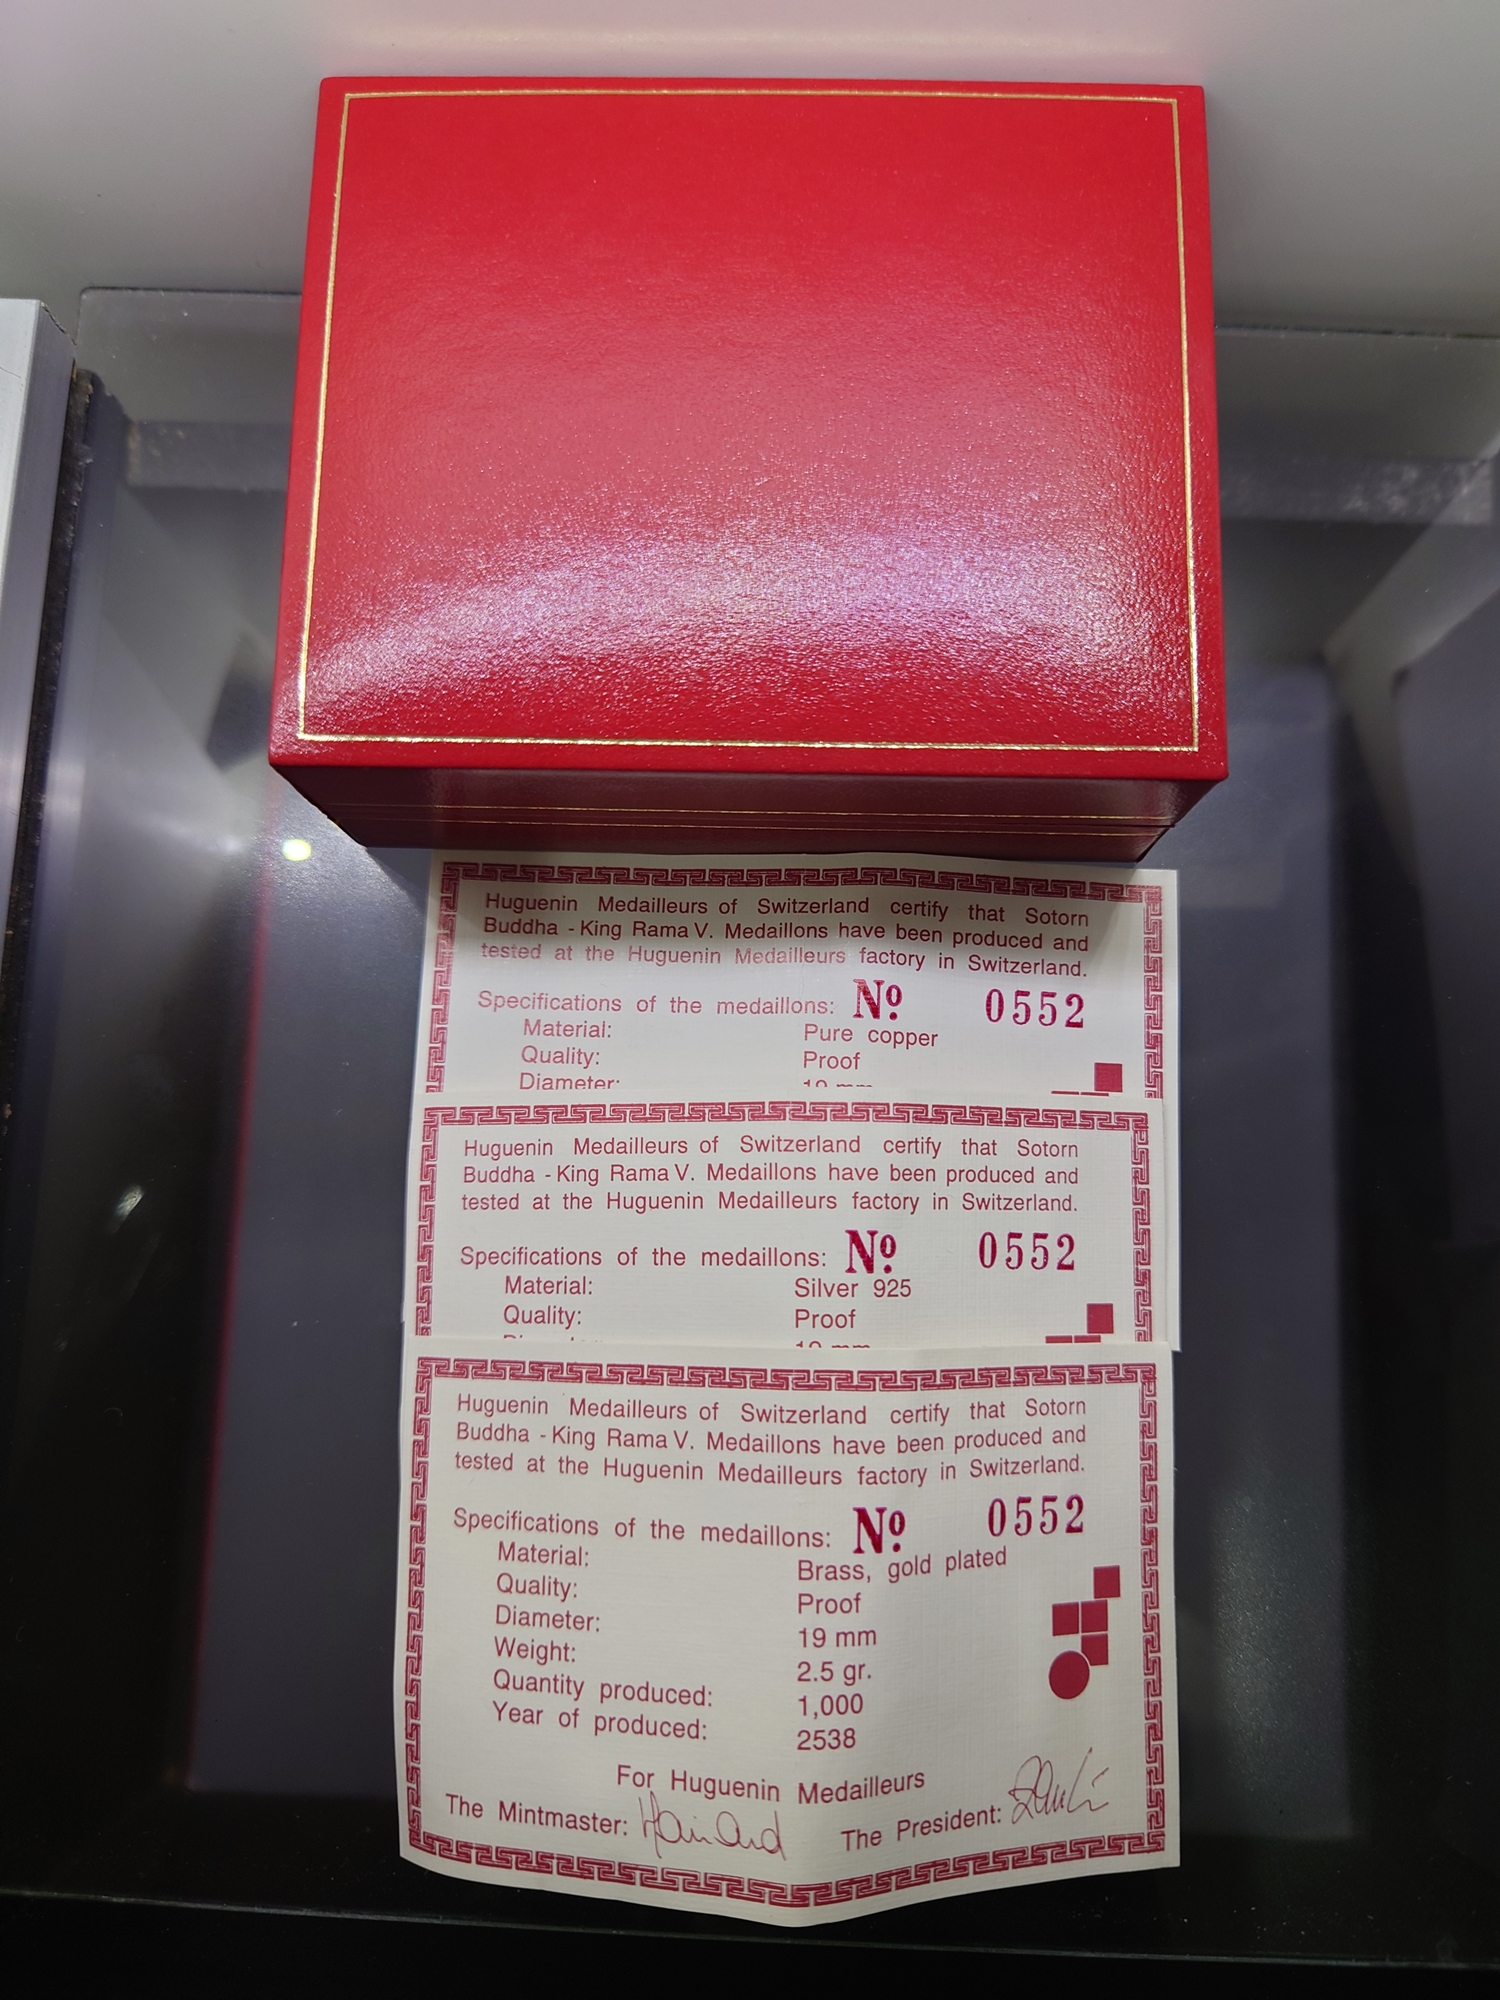 Huguenin Medailleurs of Switzerland certify that Sotorn
Buddha - King Rama V. Medaillons have been produced and
tested at the Huguenin Medailleurs factory in Switzerland.
Specifications of the medaillons: No. 0552
Material: Pure copper
Quality: Proof
Diameter: 19 mm
Huguenin Medailleurs of Switzerland certify that Sotorn
Buddha - King Rama V. Medaillons have been produced and
tested at the Huguenin Medailleurs factory in Switzerland.
Specifications of the medaillons: No. 0552
Material: Silver 925
Quality: Proof
Huguenin Medailleurs of Switzerland certify that Sotorn
Buddha - King Rama V. Medaillons have been produced and
tested at the Huguenin Medailleurs factory in Switzerland.
Specifications of the medaillons: No. 0552
Material: Brass, gold plated
Quality: Proof
Diameter: 19 mm
Weight: 2.5 gr.
Quantity produced: 1,000
Year of produced: 2538
For Huguenin Medailleurs
The Mintmaster: The President: